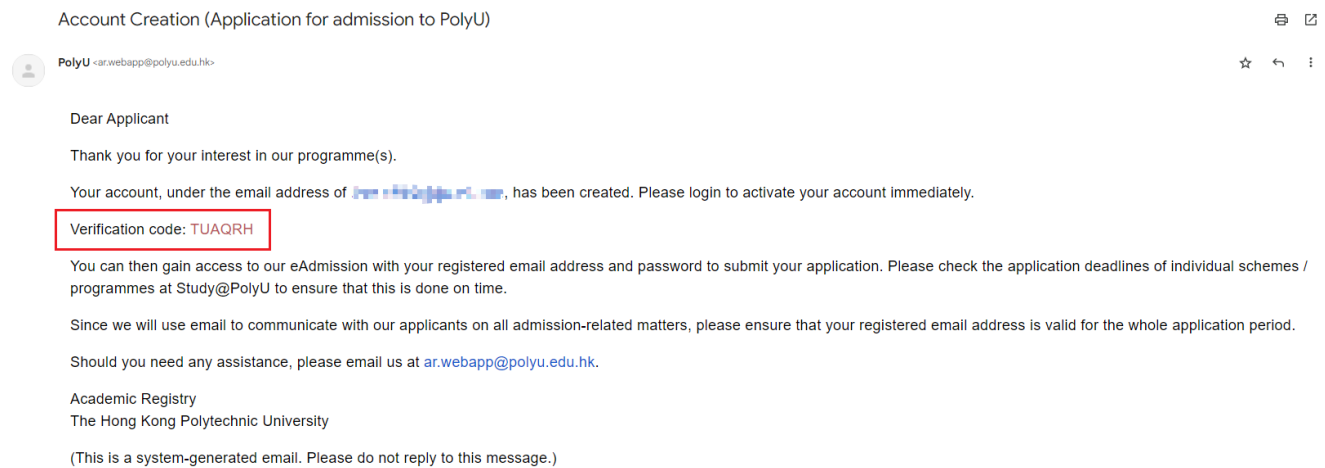 Account Creation (Application for admission to PolyU)
PolyU <ar.webapp@polyu.edu.hk>
Dear Applicant
Thank you for your interest in our programme(s).
Your account, under the email address of , has been created. Please login to activate your account immediately.
Verification code: TUAQRH
You can then gain access to our eAdmission with your registered email address and password to submit your application. Please check the application deadlines of individual schemes /
programmes at Study@PolyU to ensure that this is done on time.
Since we will use email to communicate with our applicants on all admission-related matters, please ensure that your registered email address is valid for the whole application period.
Should you need any assistance, please email us at ar.webapp@polyu.edu.hk.
Academic Registry
The Hong Kong Polytechnic University
(This is a system-generated email. Please do not reply to this message.)